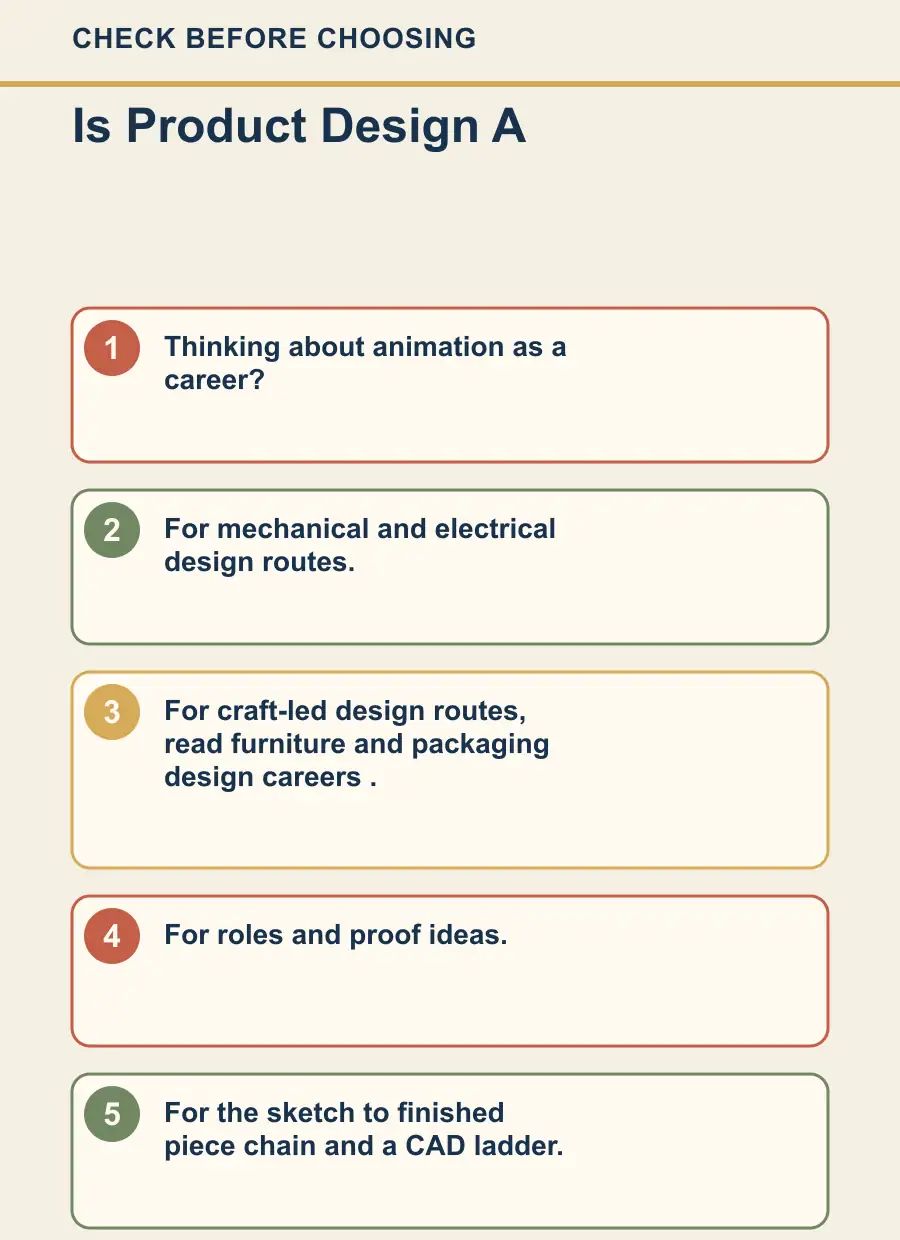 CHECK BEFORE CHOOSING
Is Product Design A
1
Thinking about animation as a
career?
2
For mechanical and electrical
design routes.
3
For craft-led design routes,
read furniture and packaging
design careers .
4
For roles and proof ideas.
5
For the sketch to finished
piece chain and a CAD ladder.